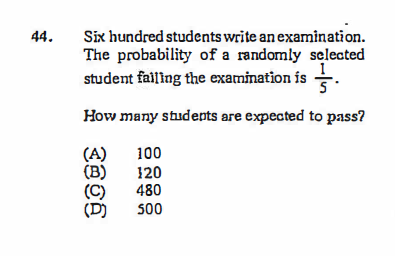 44. Six hundred students write an examination.
The probability of a randomly selected
student failing the examination is 1/5.
How many students are expected to pass?
(A) 100
(B) 120
(C) 480
(D) 500